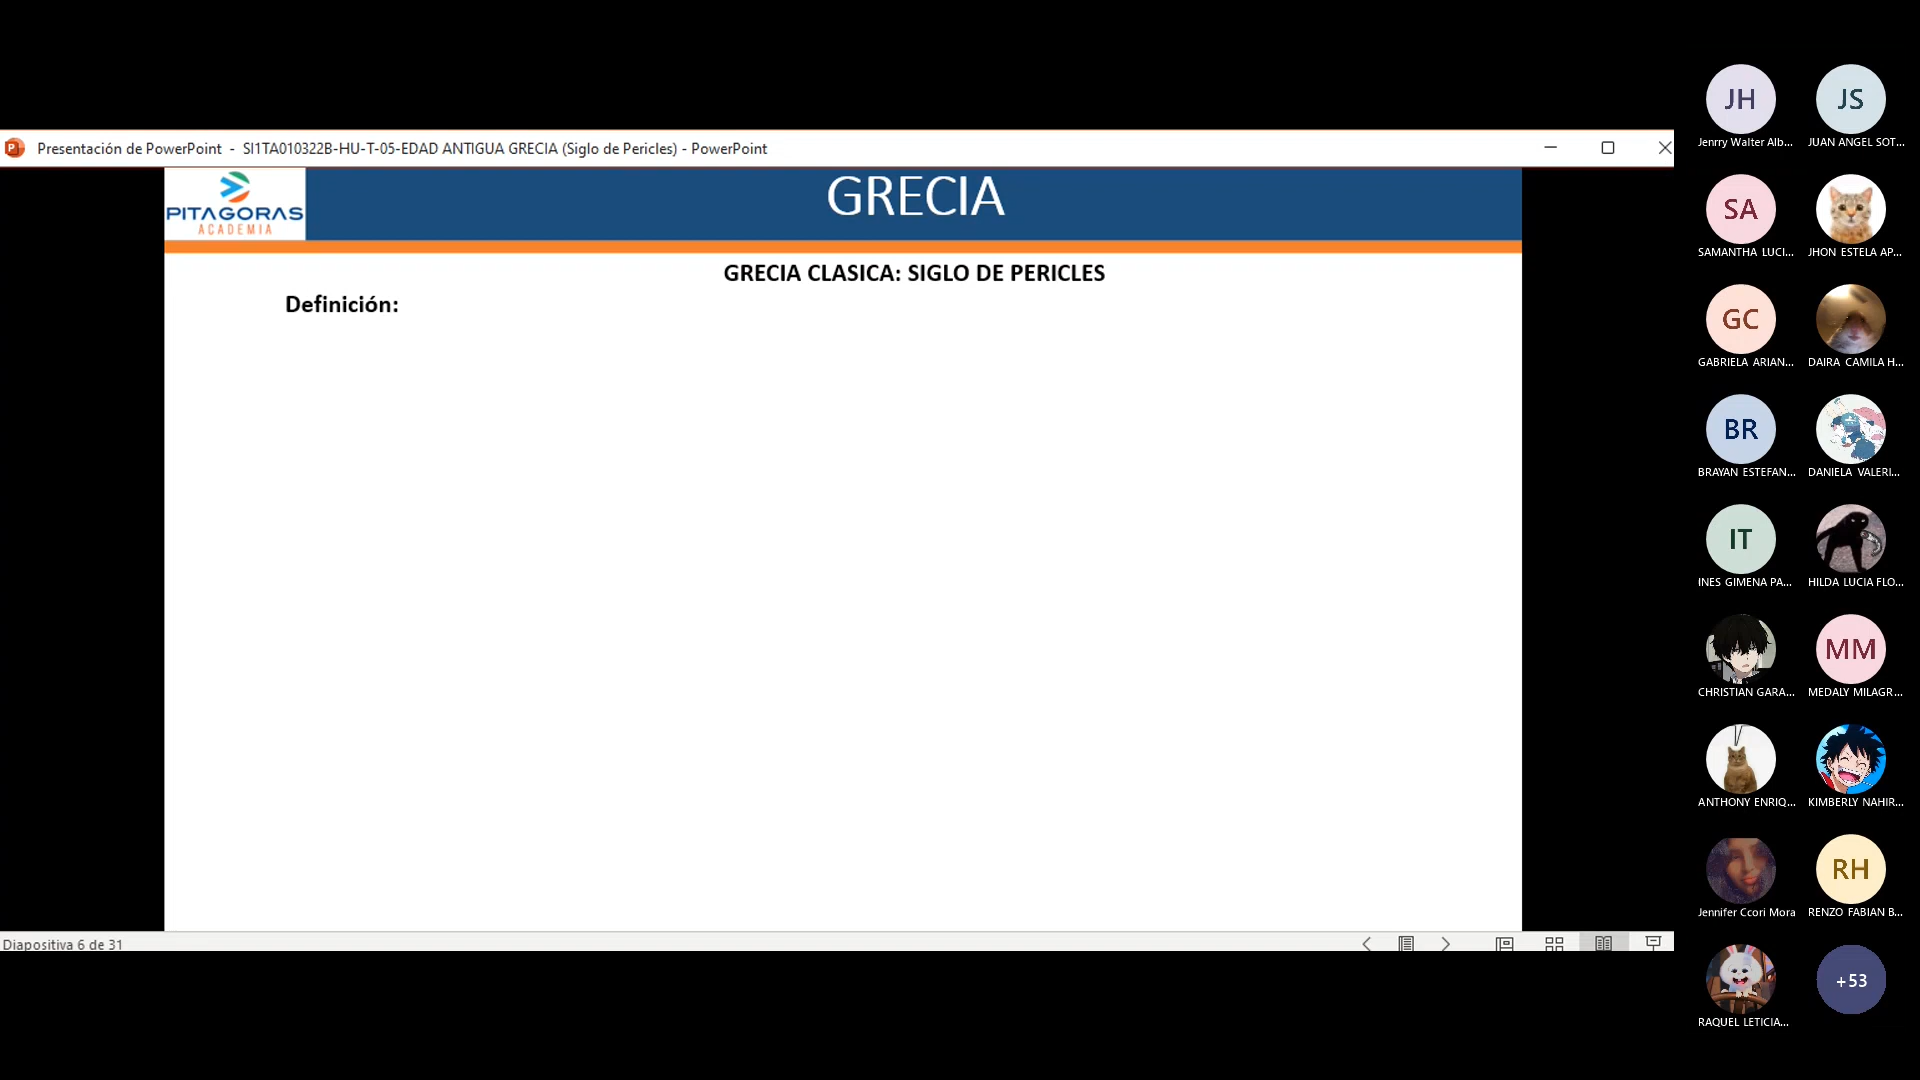 Presentación de PowerPoint - SI1TA010322B-HU-T-05-EDAD ANTIGUA GRECIA (Siglo de Pericles) - PowerPoint
PITAGORAS
ACADEMIA
GRECIA
GRECIA CLASICA: SIGLO DE PERICLES
Definición:
Diapositiva 6 de 31
JH
JS
Jenrry Walter Alb...
JUAN ANGEL SOT...
SA
SAMANTHA LUCI...
JHON ESTELA AP...
GC
GABRIELA ARIAN...
DAIRA CAMILA H...
BR
BRAYAN ESTEFAN...
DANIELA VALERI...
IT
INES GIMENA PA...
HILDA LUCIA FLO...
MM
CHRISTIAN GARA...
MEDALY MILAGR...
ANTHONY ENRIQ...
KIMBERLY NAHIR...
RH
Jennifer Ccori Mora
RENZO FABIAN B...
+53
RAQUEL LETICIA...